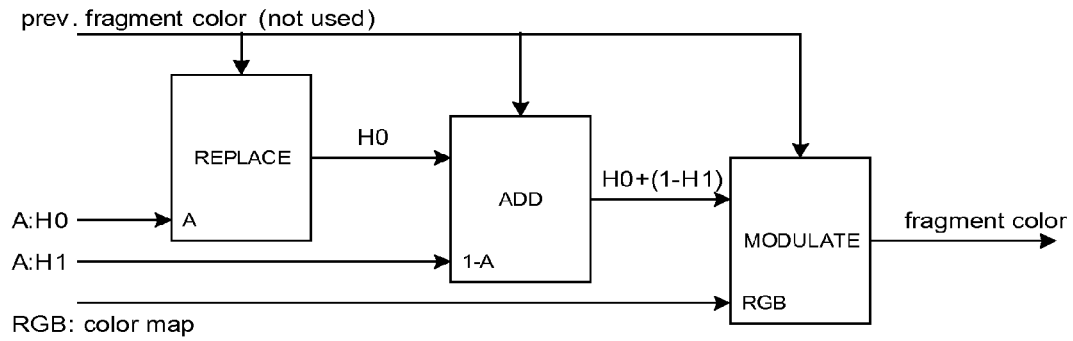 prev. fragment color (not used)
H0
REPLACE
H0+(1-H1)
ADD
A:H0
A
fragment color
MODULATE
A:H1
1-A
RGB
RGB: color map